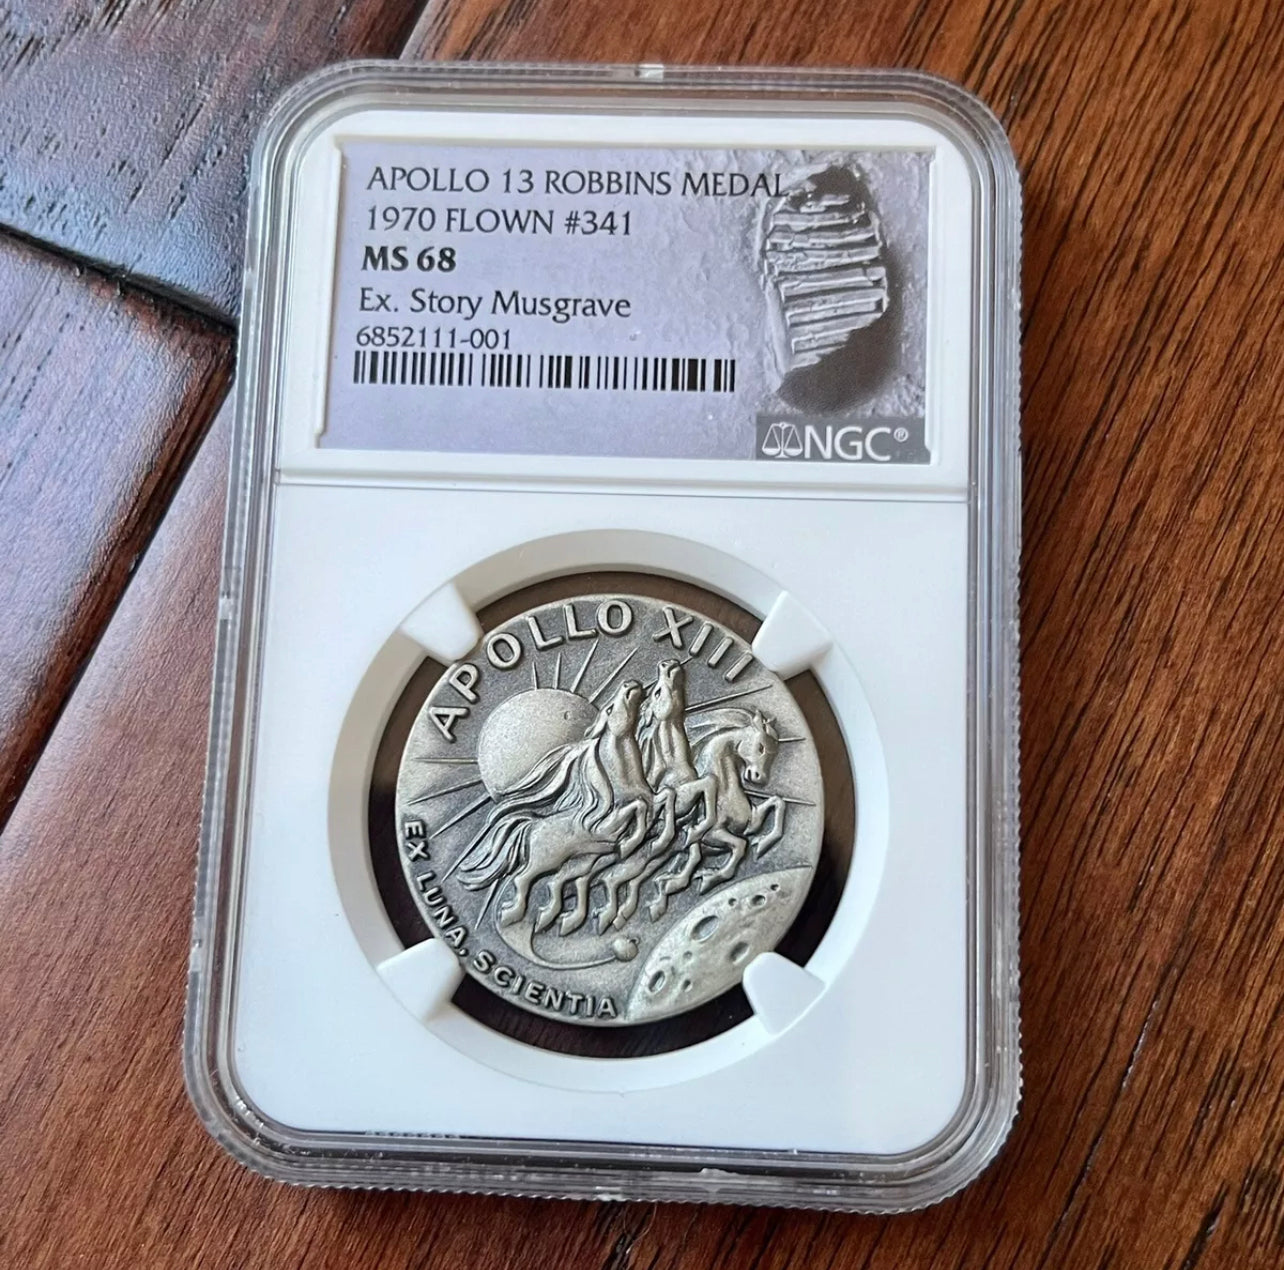 APOLLO 13 ROBBINS MEDAL
1970 FLOWN #341
MS 68
Ex. Story Musgrave
6852111-001
NGC®
APOLLO XIII
EX LUNA, SCIENTIA